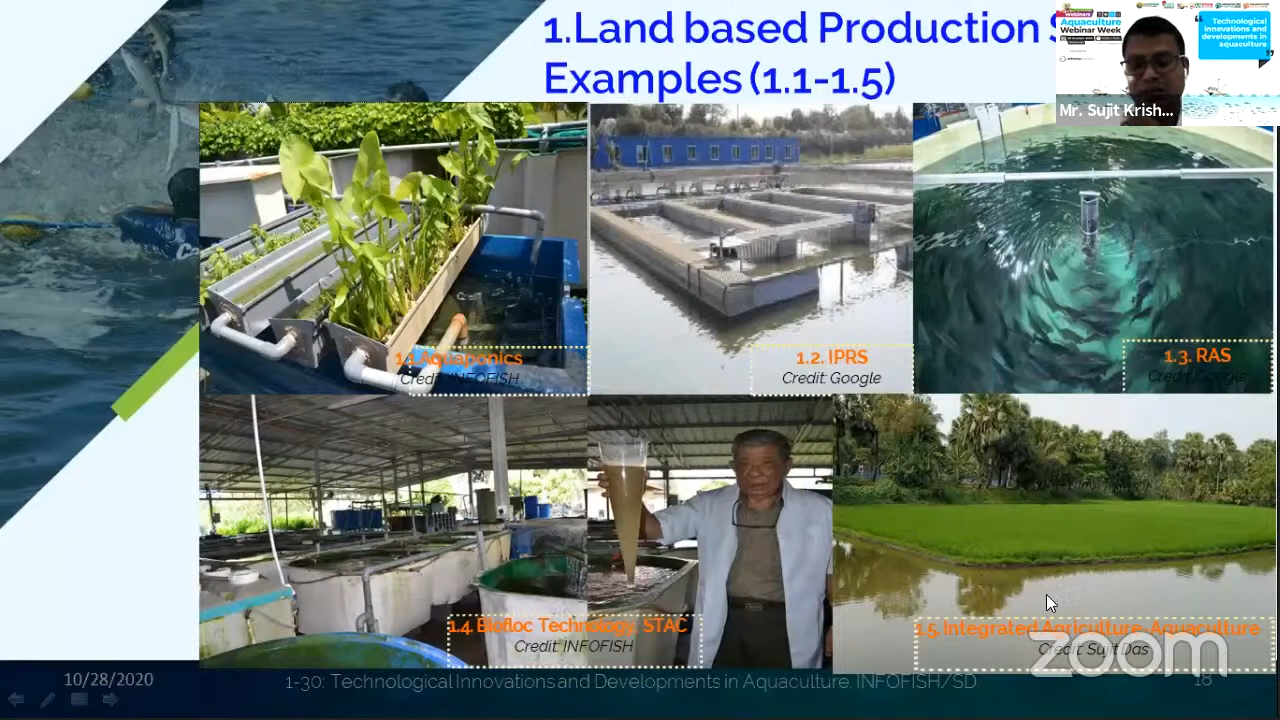 1.Land based Production S
Examples (1.1-1.5)
Webinars
Aquaculture
Webinar Week
Technological
innovations and
developments in
aquaculture
Mr. Sujit Krish...
1.1.Aquaponics
Credit: INFOFISH
1.2. IPRS
Credit: Google
1.3. RAS
Credit: Google
1.4. Biofloc Technology, STAC
Credit: INFOFISH
1.5. Integrated Agriculture-Aquaculture
Credit: Sujit Das
zoom
10/28/2020
1-30: Technological Innovations and Developments in Aquaculture. INFOFISH/SD.
18